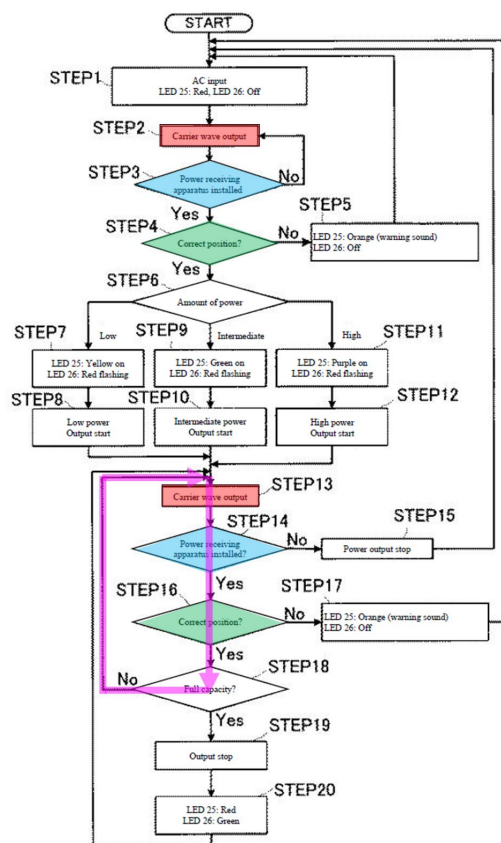 START
STEP1
AC input
LED 25: Red, LED 26: Off
STEP2
Carrier wave output
STEP3
Power receiving
apparatus installed
No
Yes
STEP4
Correct position?
No
STEP5
LED 25: Orange (warning sound)
LED 26: Off
Yes
STEP6
Amount of power
Low
Intermediate
High
STEP7
LED 25: Yellow on
LED 26: Red flashing
STEP9
LED 25: Green on
LED 26: Red flashing
STEP11
LED 25: Purple on
LED 26: Red flashing
STEP8
Low power
Output start
STEP10
Intermediate power
Output start
STEP12
High power
Output start
STEP13
Carrier wave output
STEP14
Power receiving
apparatus installed?
No
STEP15
Power output stop
Yes
STEP16
Correct position?
No
STEP17
LED 25: Orange (warning sound)
LED 26: Off
Yes
STEP18
Full capacity?
No
Yes
STEP19
Output stop
STEP20
LED 25: Red
LED 26: Green